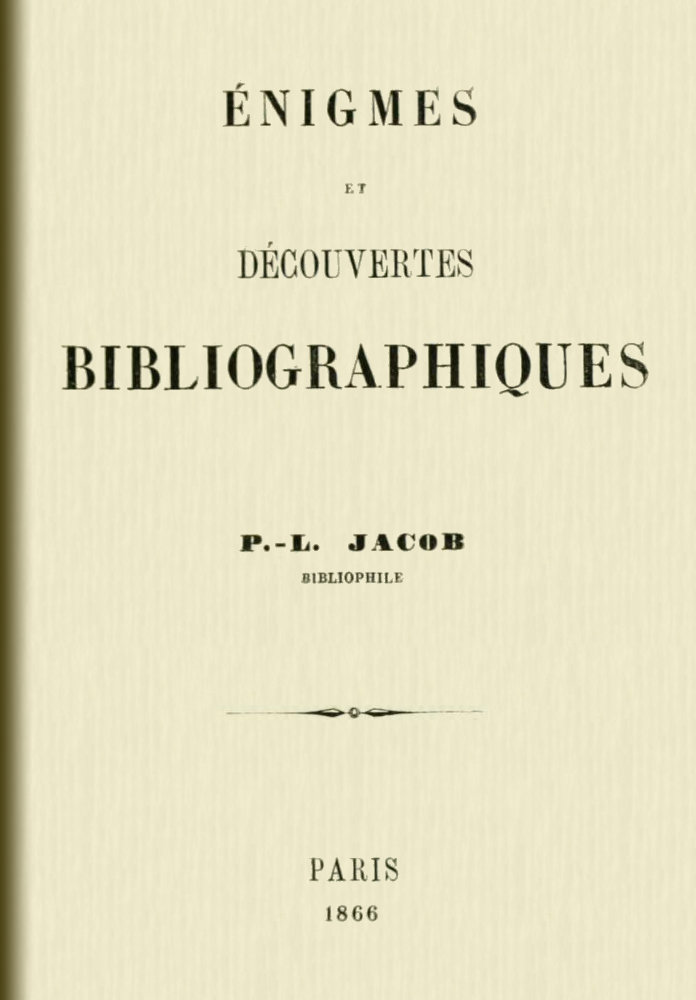 ÉNIGMES
ET
DÉCOUVERTES
BIBLIOGRAPHIQUES
P.-L. JACOB
BIBLIOPHILE
PARIS
1866